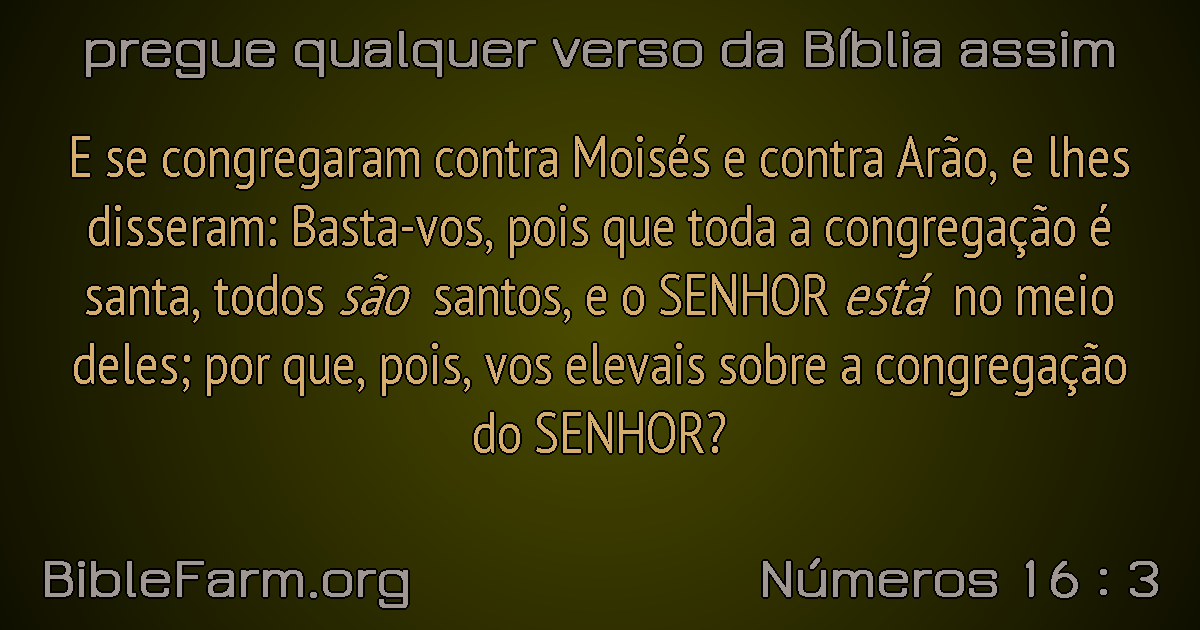 pregue qualquer verso da Bíblia assim
E se congregaram contra Moisés e contra Arão, e lhes
disseram: Basta-vos, pois que toda a congregação é
santa, todos são santos, e o SENHOR está no meio
deles; por que, pois, vos elevais sobre a congregação
do SENHOR?
BibleFarm.org
Números 16 : 3